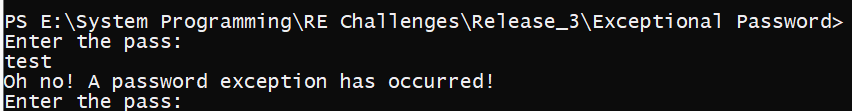 PS E:\System Programming\RE Challenges\Release_3\Exceptional Password>
Enter the pass:
test
Oh no! A password exception has occurred!
Enter the pass: